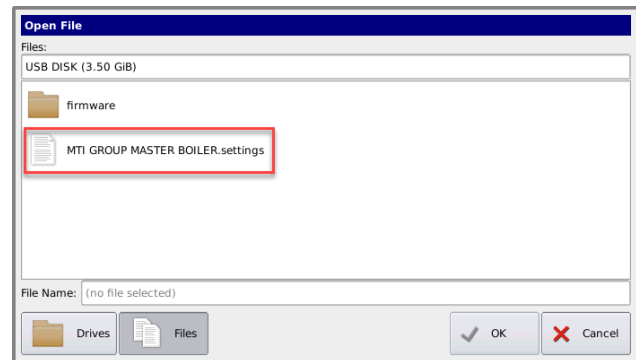 Open File
Files:
USB DISK (3.50 GiB)
firmware
MTI GROUP MASTER BOILER.settings
File Name: (no file selected)
Drives Files OK Cancel